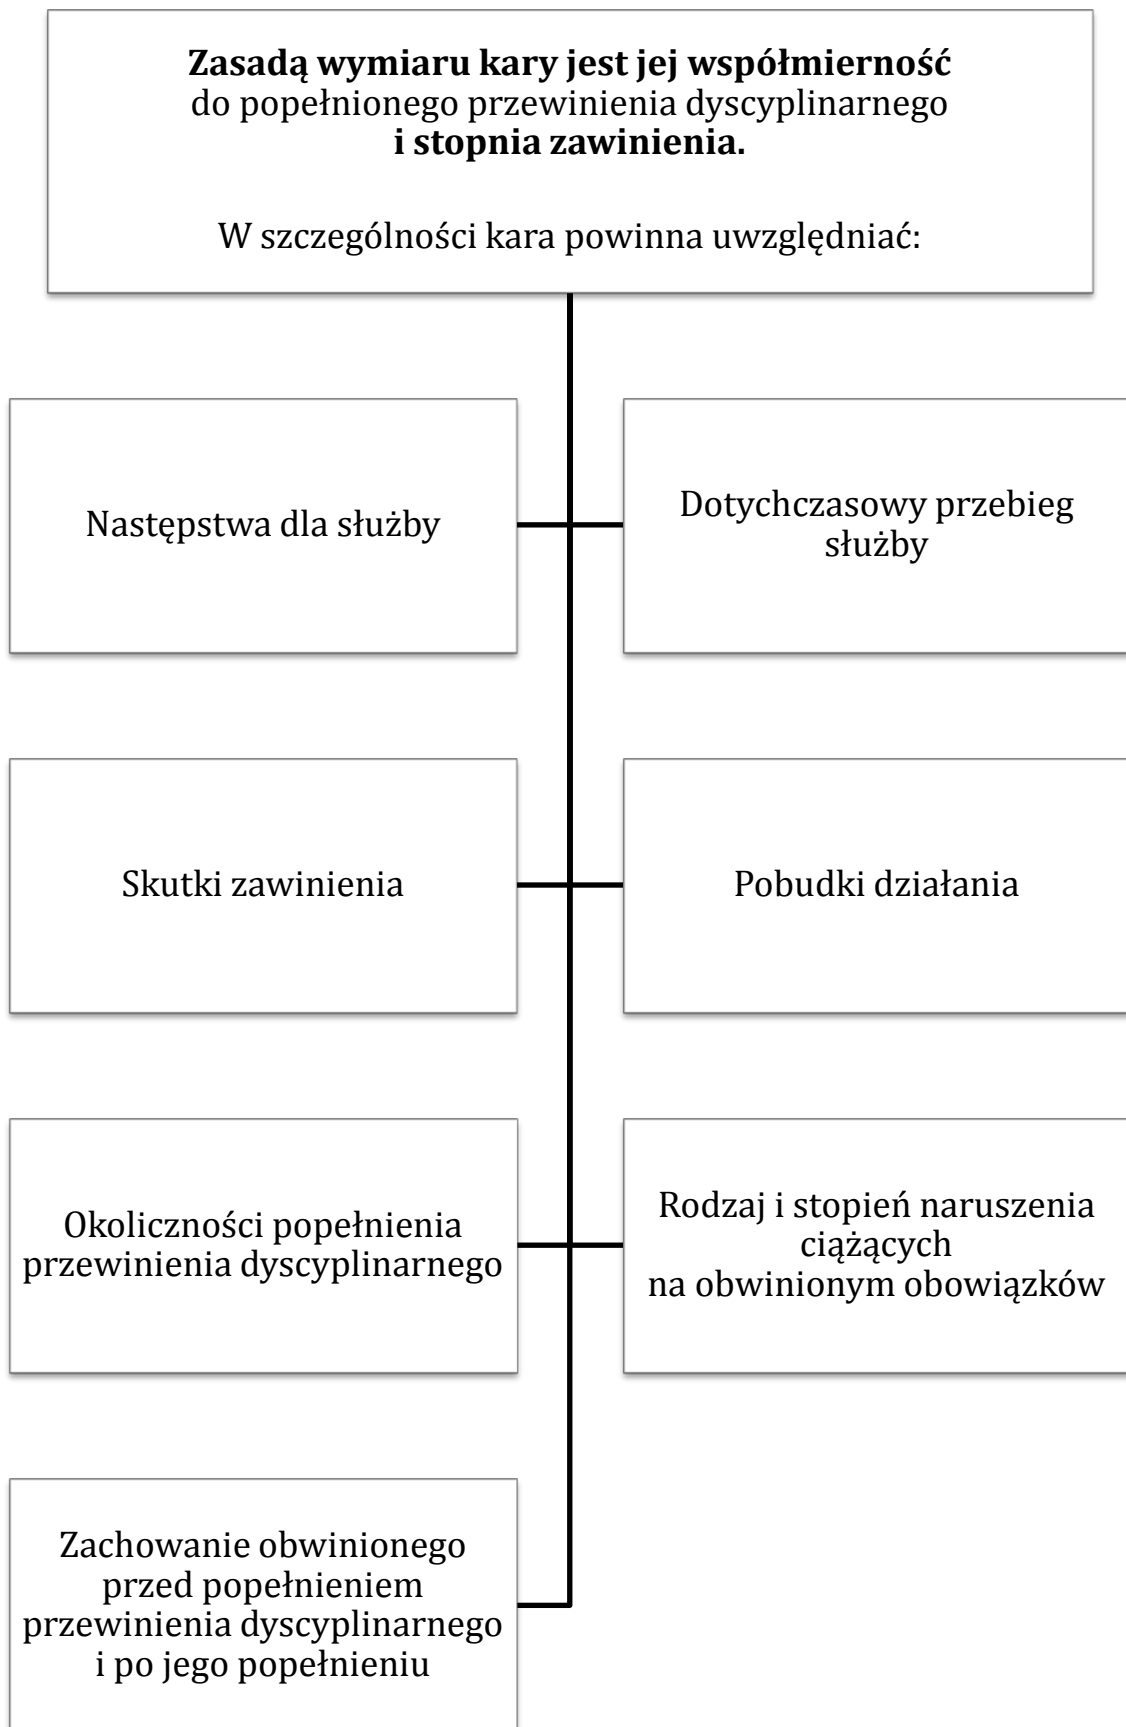 Zasadą wymiaru kary jest jej współmierność
do popełnionego przewinienia dyscyplinarnego
i stopnia zawinienia.
W szczególności kara powinna uwzględniać:
Następstwa dla służby
Dotychczasowy przebieg
służby
Skutki zawinienia
Pobudki działania
Okoliczności popełnienia
przewinienia dyscyplinarnego
Rodzaj i stopień naruszenia
ciążących
na obwinionym obowiązków
Zachowanie obwinionego
przed popełnieniem
przewinienia dyscyplinarnego
i po jego popełnieniu